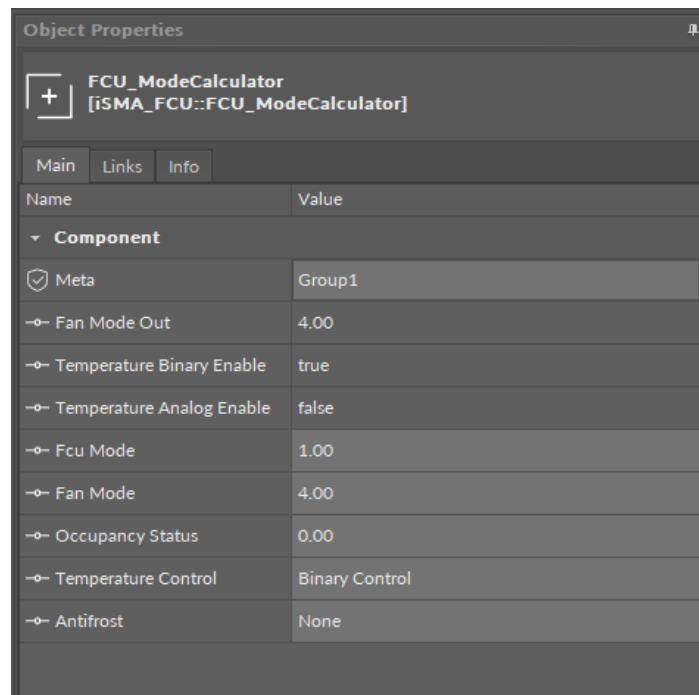 Object Properties
FCU_ModeCalculator
[iSMA_FCU::FCU_ModeCalculator]
Main Links Info
Name Value
Component
Meta Group1
Fan Mode Out 4.00
Temperature Binary Enable true
Temperature Analog Enable false
Fcu Mode 1.00
Fan Mode 4.00
Occupancy Status 0.00
Temperature Control Binary Control
Antifrost None